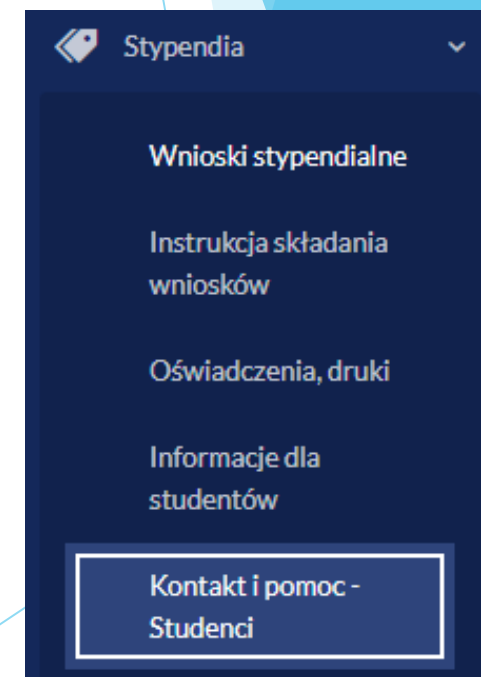 Stypendia
Wnioski stypendialne
Instrukcja składania
wniosków
Oświadczenia, druki
Informacje dla
studentów
Kontakt i pomoc -
Studenci